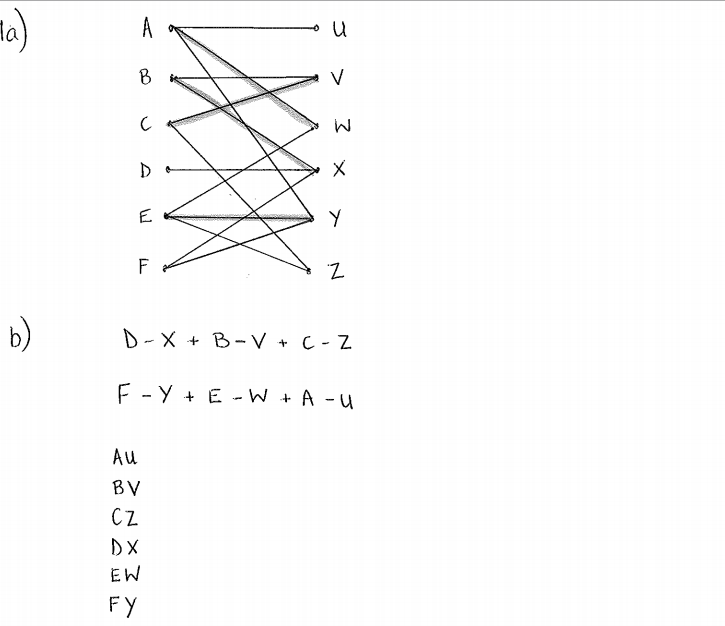 1a)
A U
B V
C W
D X
E Y
F Z
b) D - X + B - V + C - Z
F - Y + E - W + A - U
AU
BV
CZ
DX
EW
FY